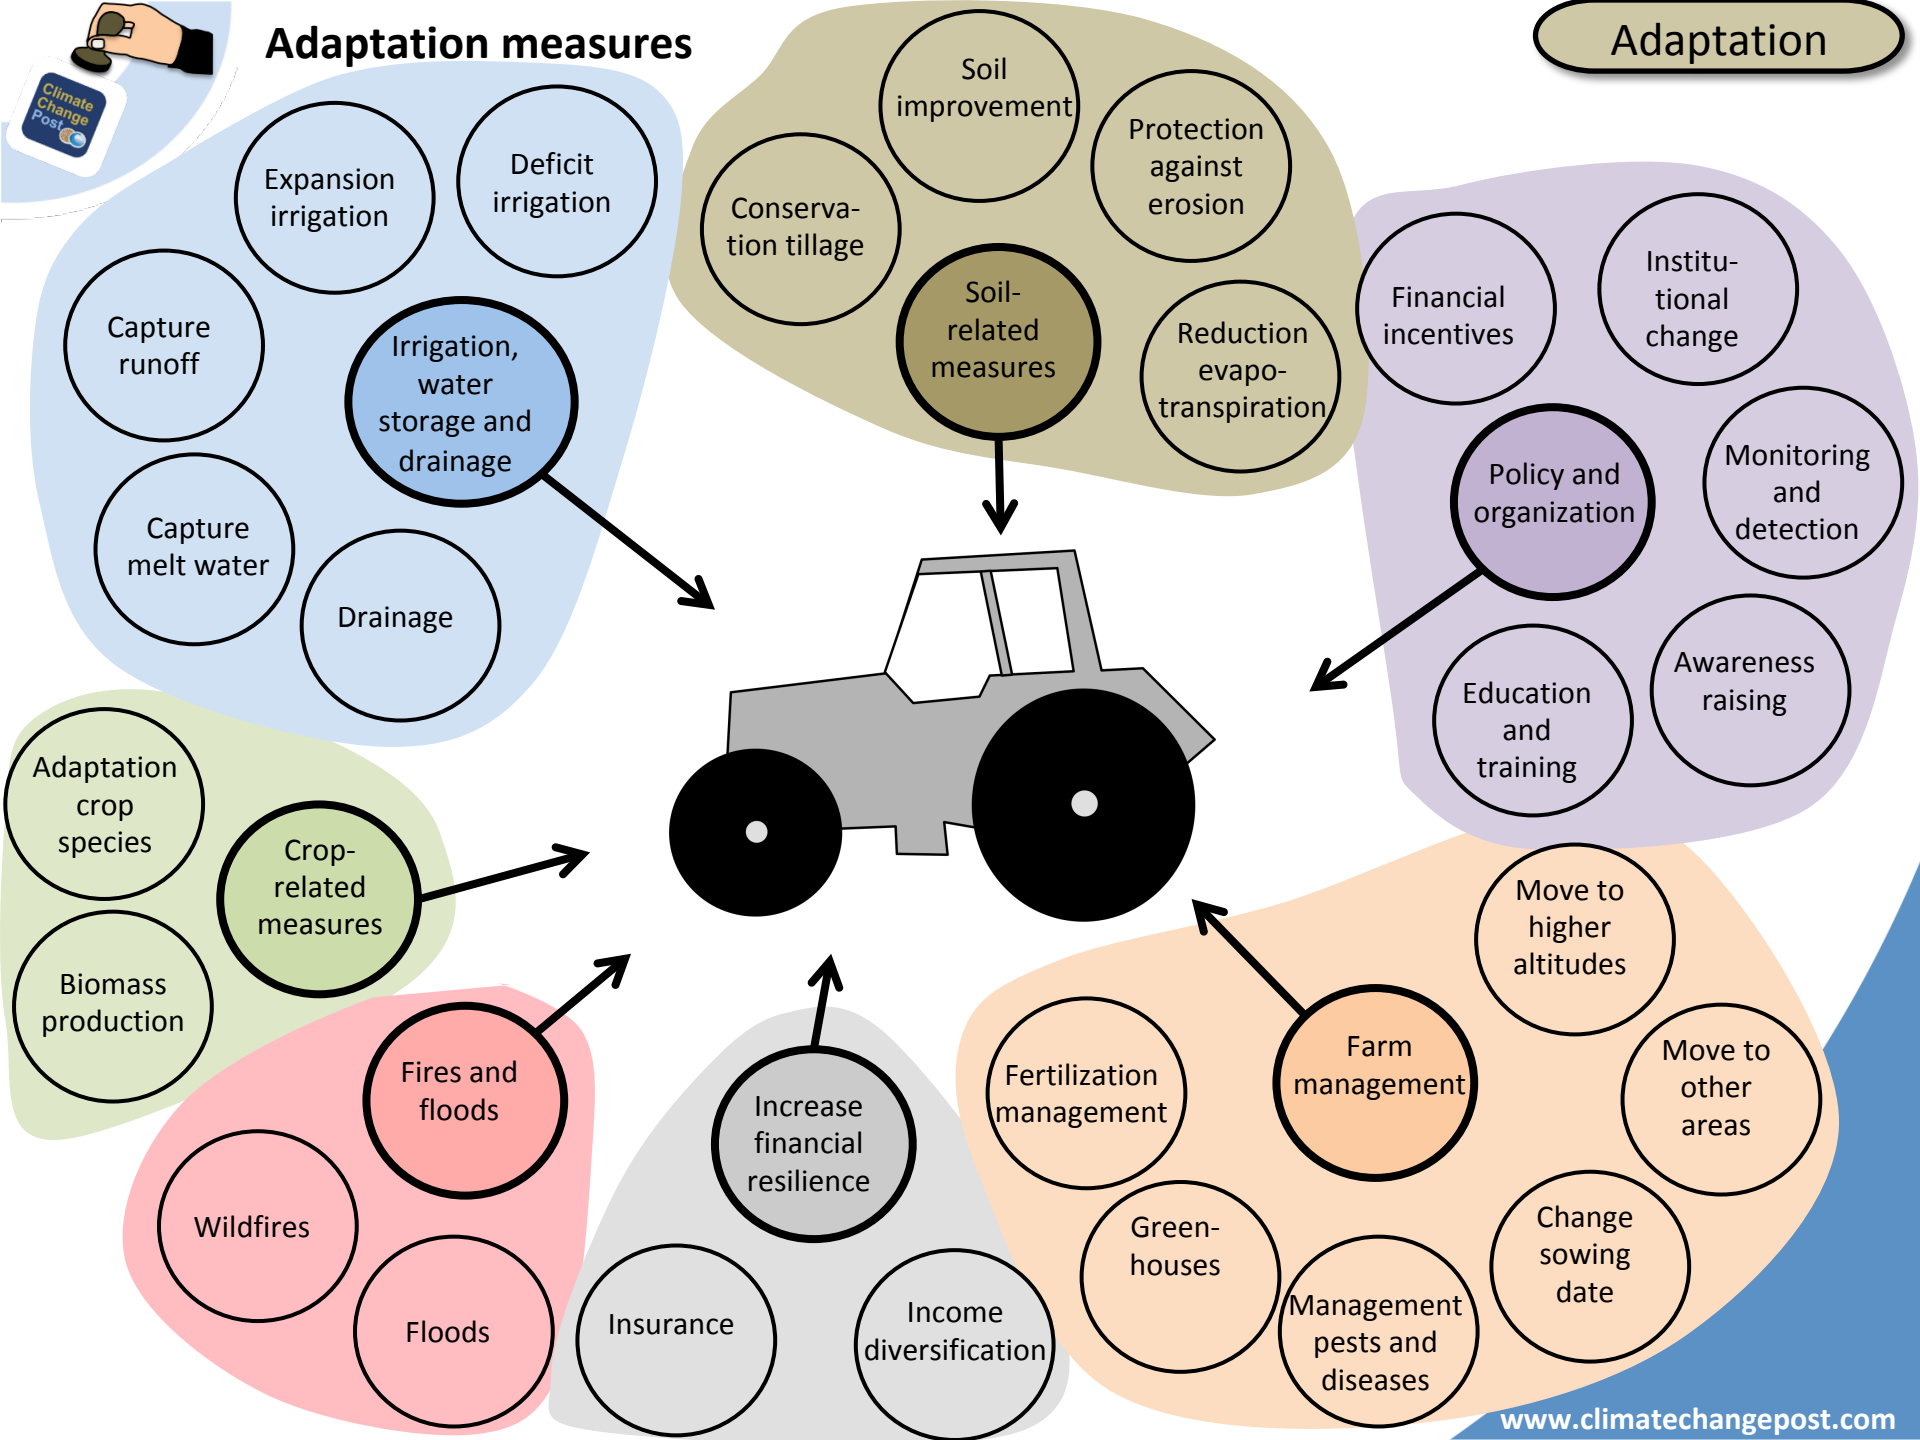 Adaptation measures
Adaptation
Climate
Change
Post
Expansion
irrigation
Deficit
irrigation
Capture
runoff
Irrigation,
water
storage and
drainage
Capture
melt water
Drainage
Soil
improvement
Protection
against
erosion
Conserva-
tion tillage
Soil-
related
measures
Reduction
evapo-
transpiration
Financial
incentives
Institu-
tional
change
Policy and
organization
Monitoring
and
detection
Education
and
training
Awareness
raising
Adaptation
crop
species
Crop-
related
measures
Biomass
production
Fires and
floods
Wildfires
Floods
Increase
financial
resilience
Insurance
Income
diversification
Move to
higher
altitudes
Farm
management
Fertilization
management
Move to
other
areas
Green-
houses
Change
sowing
date
Management
pests and
diseases
www.climatechangepost.com